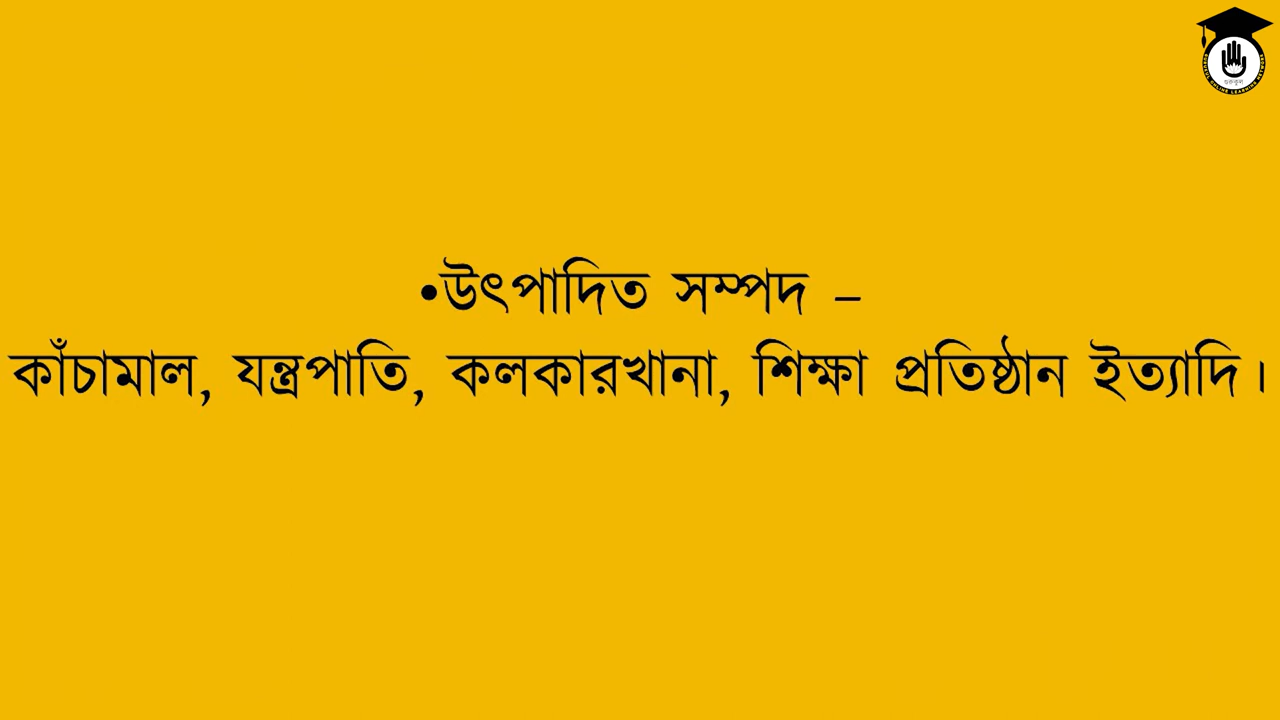 •উৎপাদিত সম্পদ –
কাঁচামাল, যন্ত্রপাতি, কলকারখানা, শিক্ষা প্রতিষ্ঠান ইত্যাদি।
গুরুকুল